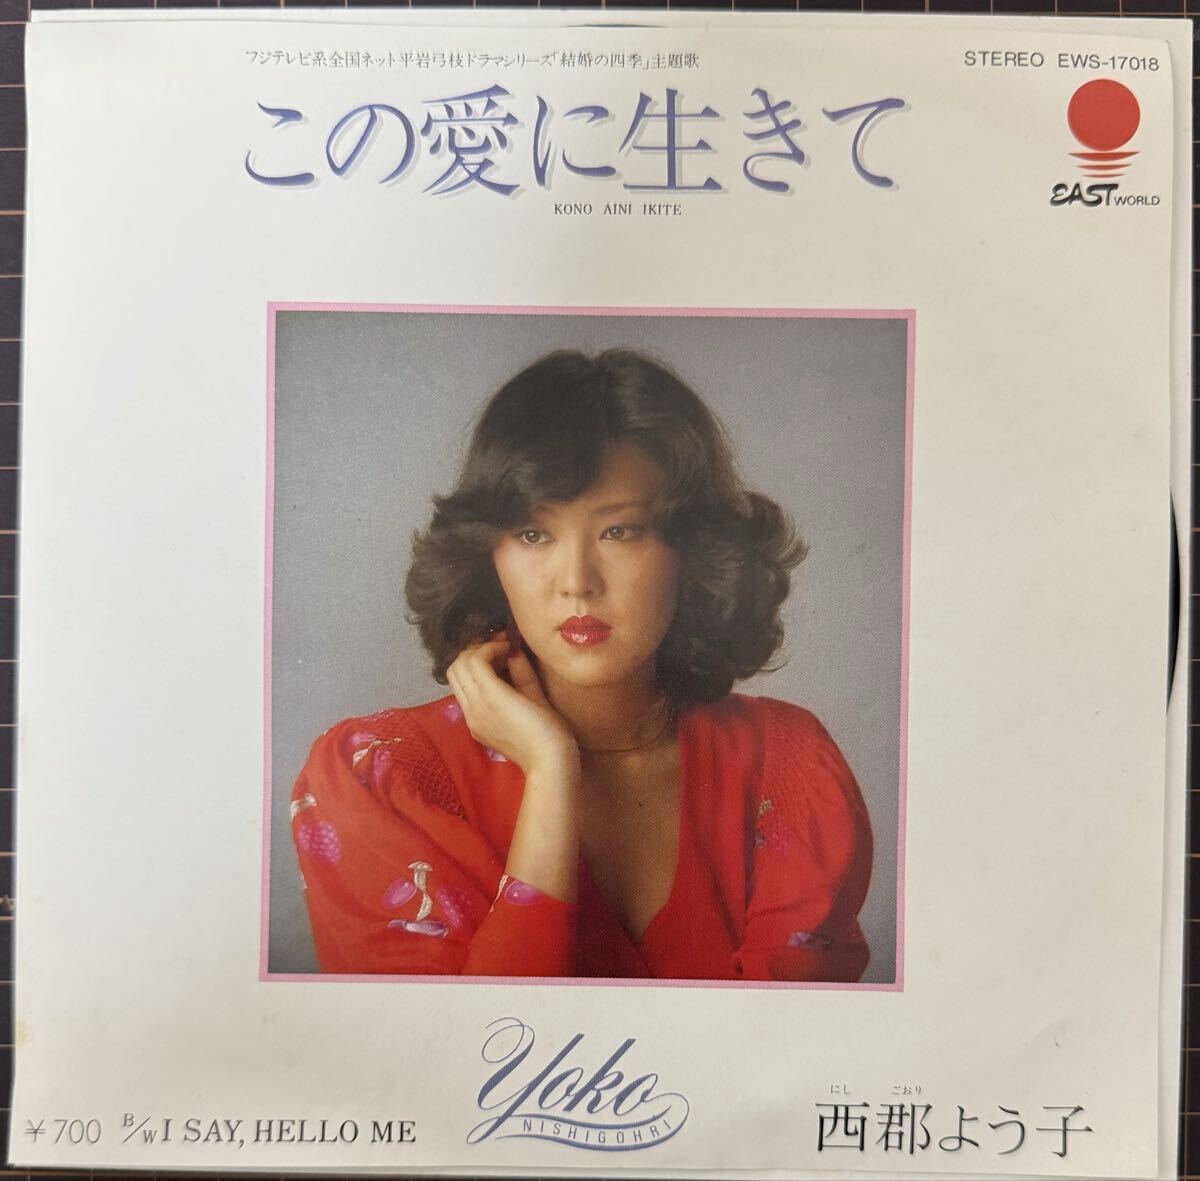 フジテレビ系全国ネット平岩弓枝ドラマシリーズ「結婚の四季」主題歌
STEREO EWS-17018
この愛に生きて
KONO AINI IKITE
EAST WORLD
Yoko
NISHIGOHRI
にし ごおり
西郡よう子
¥700 B/W I SAY, HELLO ME